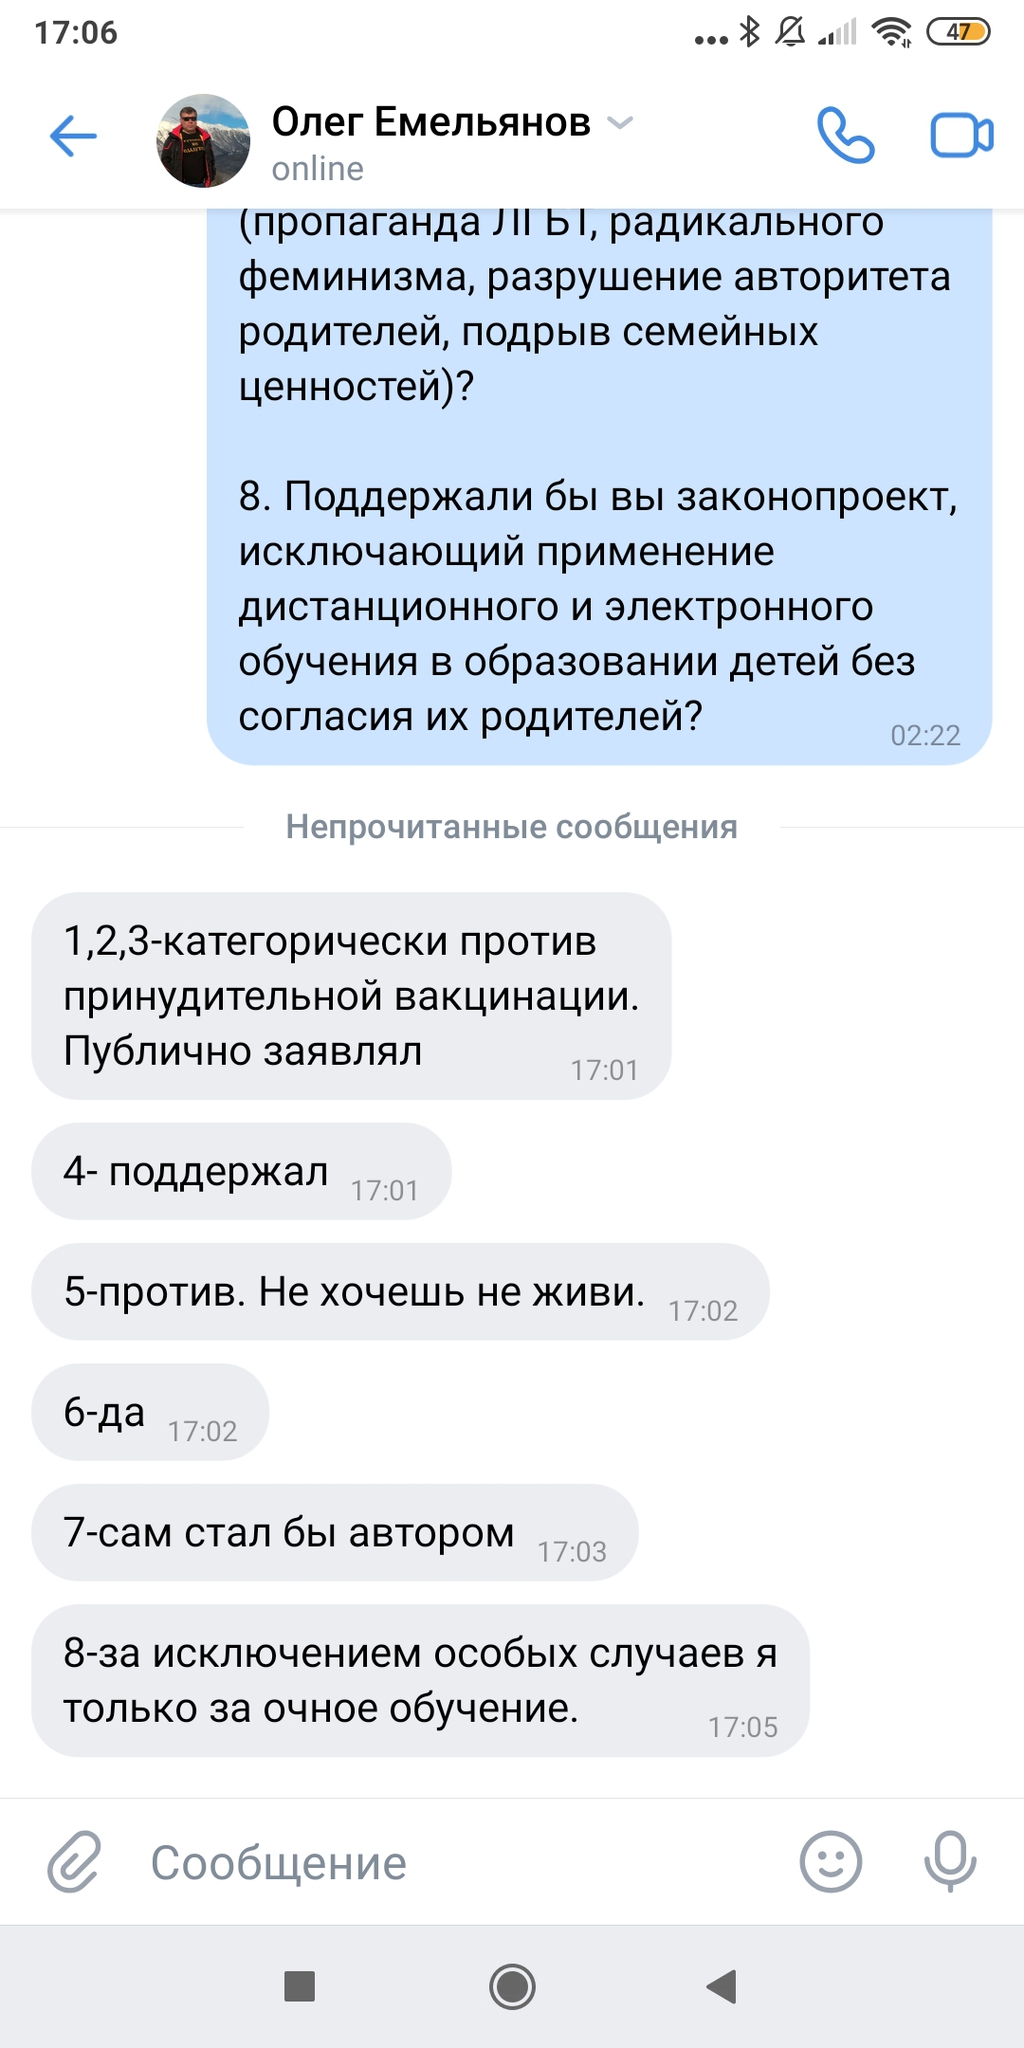 17:06
47
Олег Емельянов
online
(пропаганда ЛГБТ, радикального
феминизма, разрушение авторитета
родителей, подрыв семейных
ценностей)?
8. Поддержали бы вы законопроект,
исключающий применение
дистанционного и электронного
обучения в образовании детей без
согласия их родителей?
02:22
Непрочитанные сообщения
1,2,3-категорически против
принудительной вакцинации.
Публично заявлял
17:01
4- поддержал 17:01
5-против. Не хочешь не живи. 17:02
6-да 17:02
7-сам стал бы автором 17:03
8-за исключением особых случаев я
только за очное обучение.
17:05
Сообщение